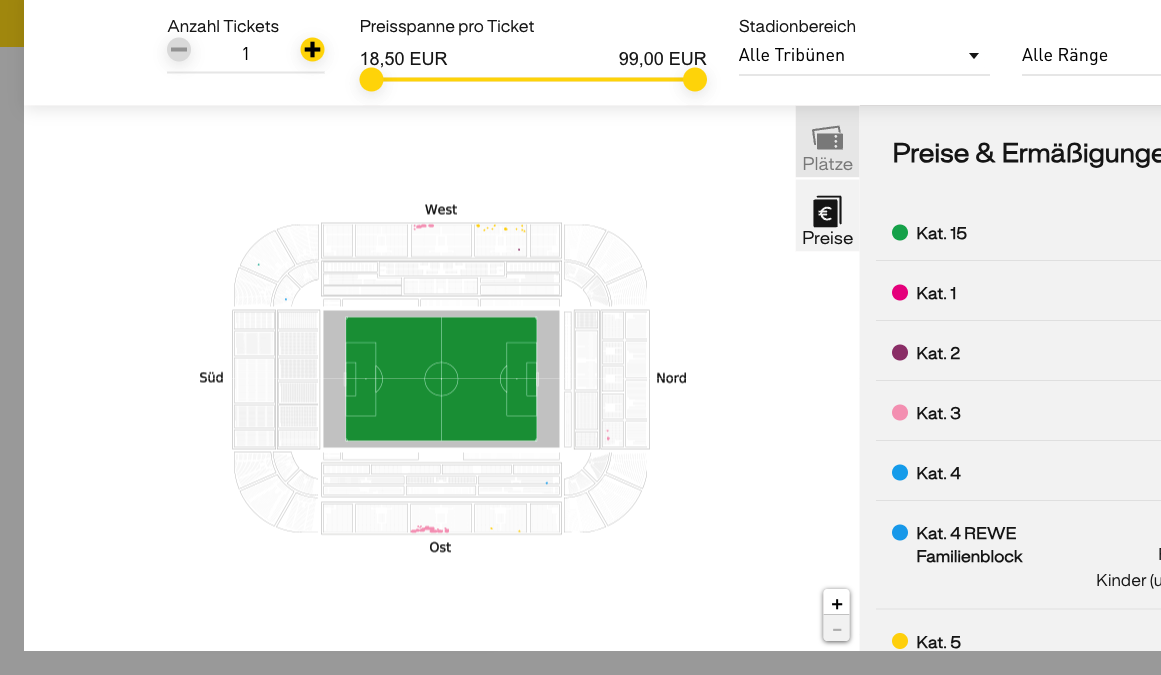 Anzahl Tickets
1
Preisspanne pro Ticket
18,50 EUR 99,00 EUR
Stadionbereich
Alle Tribünen
Alle Ränge
Plätze
Preise
Preise & Ermäßigunge
Kat. 15
Kat. 1
Kat. 2
Kat. 3
Kat. 4
Kat. 4 REWE
Familienblock
Kinder (u
Kat. 5
West
Süd
Nord
Ost